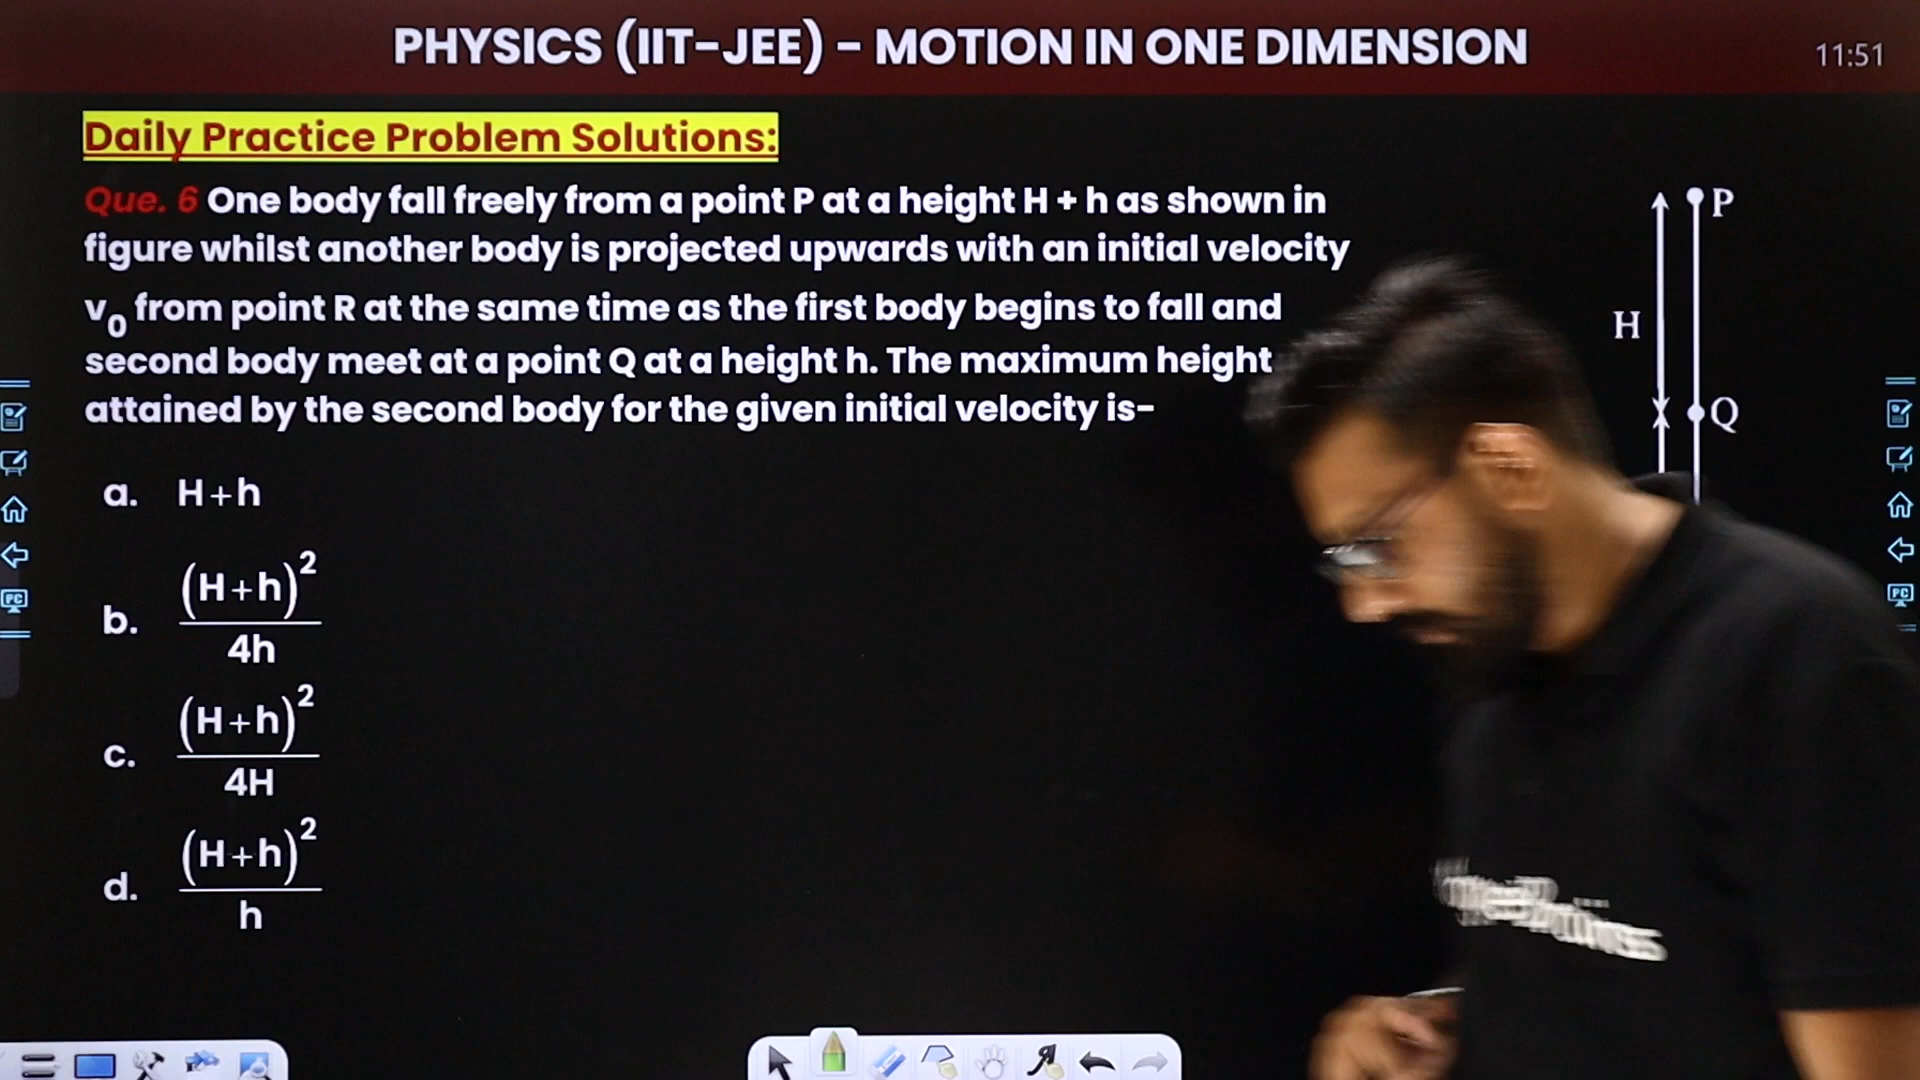 PHYSICS (IIT-JEE) - MOTION IN ONE DIMENSION
11:51
Daily Practice Problem Solutions:
Que. 6 One body fall freely from a point P at a height H + h as shown in
figure whilst another body is projected upwards with an initial velocity
v₀ from point R at the same time as the first body begins to fall and
second body meet at a point Q at a height h. The maximum height
attained by the second body for the given initial velocity is-
P
H
Q
a. H+h
b. (H+h)²
4h
c. (H+h)²
4H
d. (H+h)²
h
PC
PC